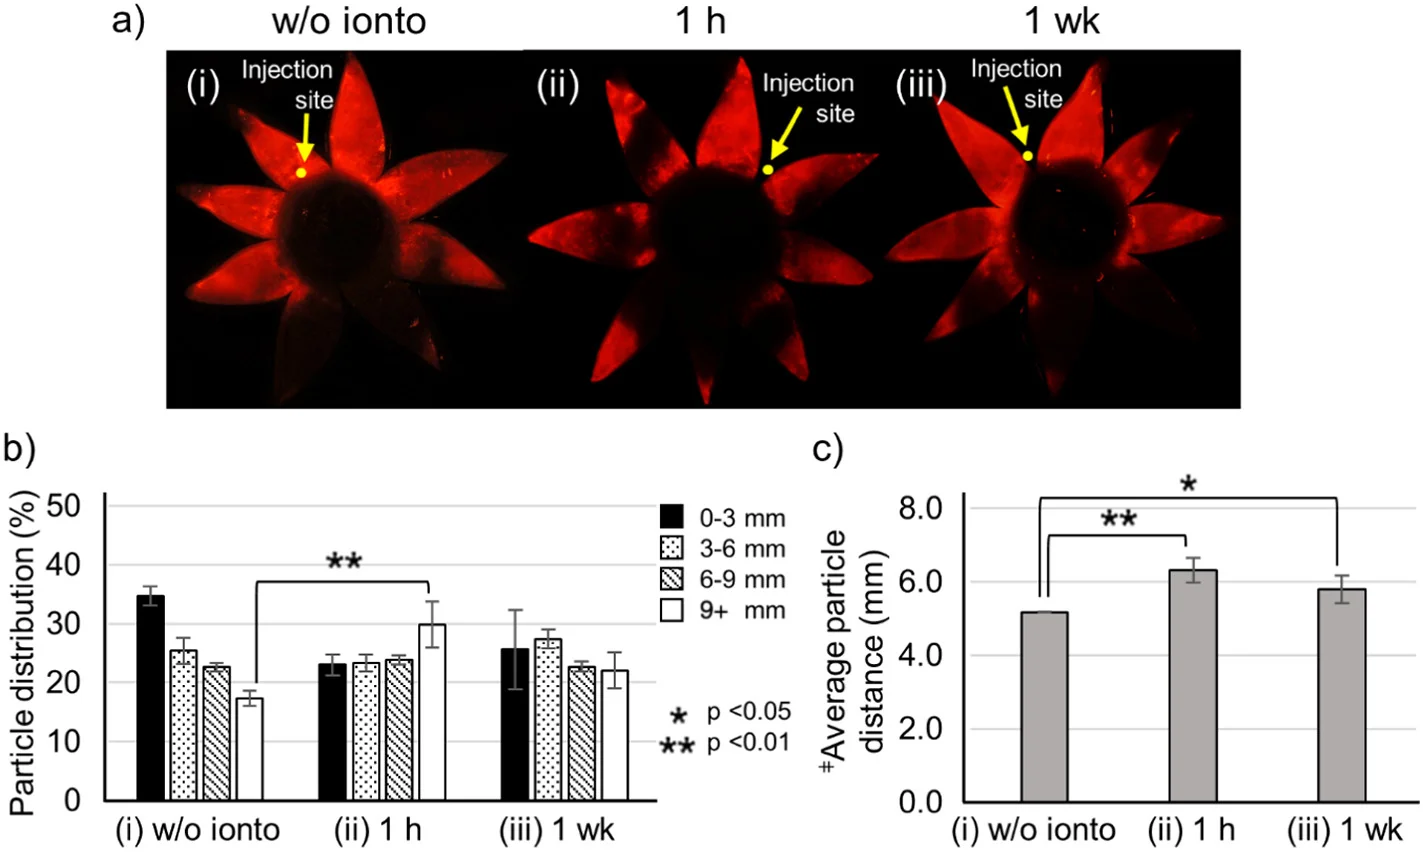 a)
w/o ionto
1 h
1 wk
(i)
Injection
site
(ii)
Injection
site
(iii)
Injection
site
b)
Particle distribution (%)
50
40
30
20
10
0
**
(i) w/o ionto
(ii) 1 h
(iii) 1 wk
0-3 mm
3-6 mm
6-9 mm
9+ mm
* p <0.05
** p <0.01
c)
ǂAverage particle
distance (mm)
8.0
6.0
4.0
2.0
0.0
*
**
(i) w/o ionto
(ii) 1 h
(iii) 1 wk